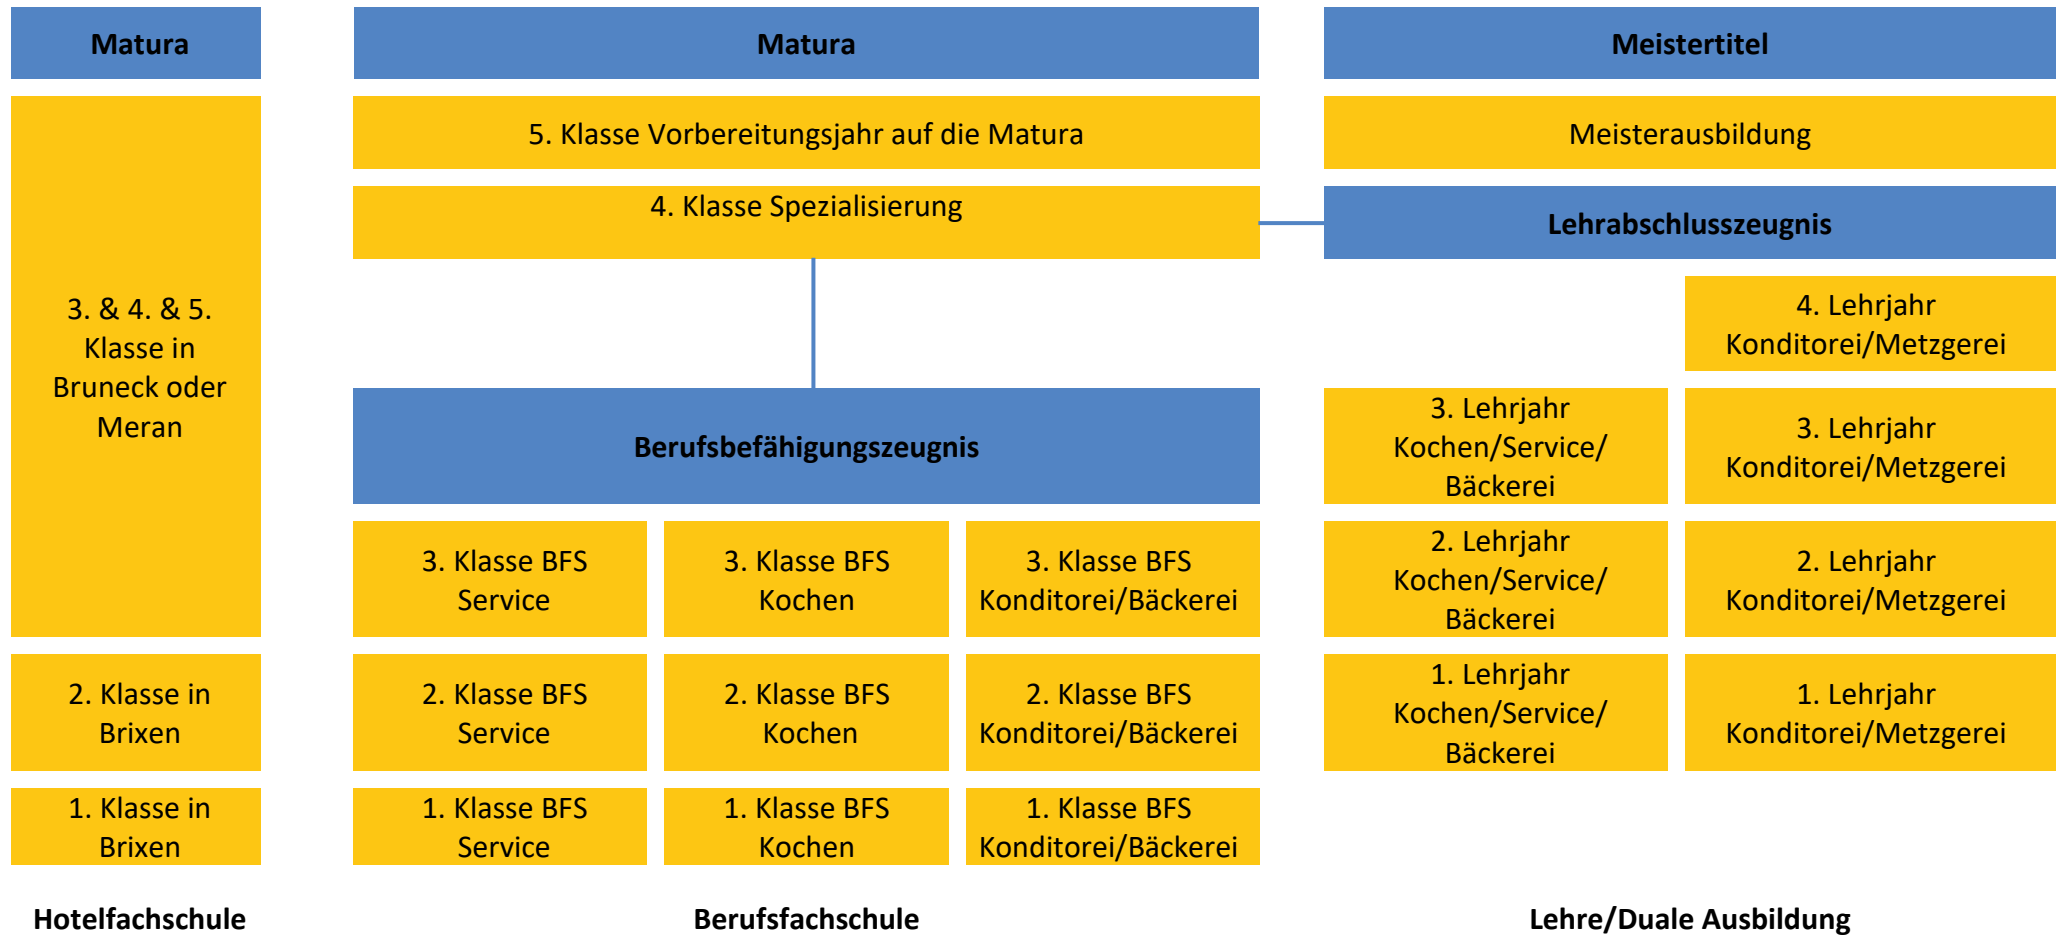 Matura
Matura
Meistertitel
5. Klasse Vorbereitungsjahr auf die Matura
Meisterausbildung
4. Klasse Spezialisierung
Lehrabschlusszeugnis
3. & 4. & 5.
Klasse in
Bruneck oder
Meran
4. Lehrjahr
Konditorei/Metzgerei
Berufsbefähigungszeugnis
3. Lehrjahr
Kochen/Service/
Bäckerei
3. Lehrjahr
Konditorei/Metzgerei
3. Klasse BFS
Service
3. Klasse BFS
Kochen
3. Klasse BFS
Konditorei/Bäckerei
2. Lehrjahr
Kochen/Service/
Bäckerei
2. Lehrjahr
Konditorei/Metzgerei
2. Klasse in
Brixen
2. Klasse BFS
Service
2. Klasse BFS
Kochen
2. Klasse BFS
Konditorei/Bäckerei
1. Lehrjahr
Kochen/Service/
Bäckerei
1. Lehrjahr
Konditorei/Metzgerei
1. Klasse in
Brixen
1. Klasse BFS
Service
1. Klasse BFS
Kochen
1. Klasse BFS
Konditorei/Bäckerei
Hotelfachschule
Berufsfachschule
Lehre/Duale Ausbildung